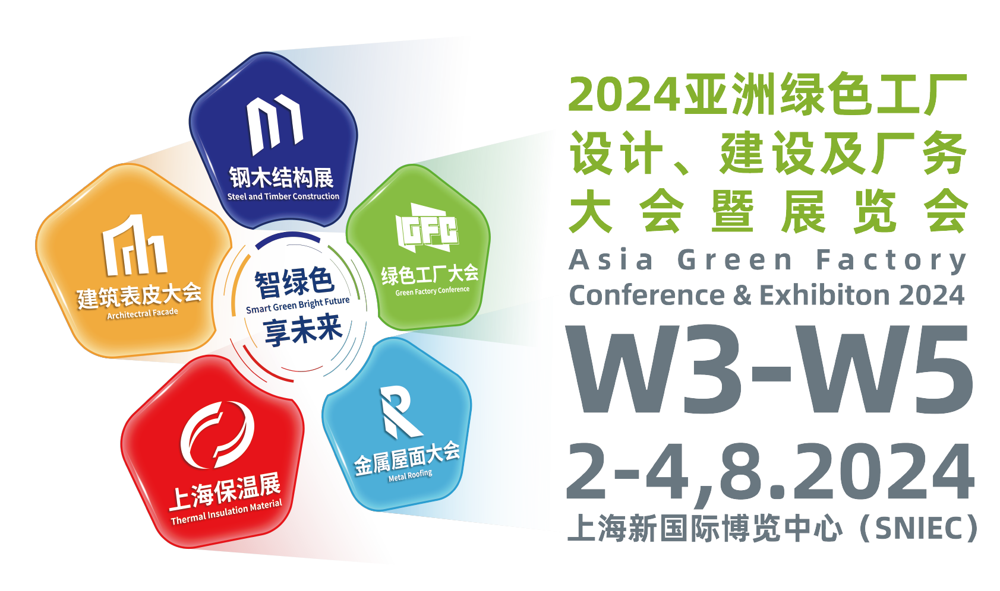 钢木结构展
Steel and Timber Construction
建筑表皮大会
Architectral Facade
GFC
绿色工厂大会
Green Factory Conference
智绿色
Smart Green Bright Future
享未来
R
金属屋面大会
Metal Roofing
上海保温展
Thermal Insulation Material
2024亚洲绿色工厂
设计、建设及厂务
大会暨展览会
Asia Green Factory
Conference & Exhibiton 2024
W3-W5
2-4,8.2024
上海新国际博览中心（SNIEC）